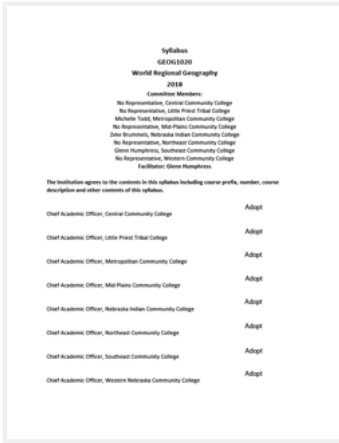 Syllabus
GEOG1020
World Regional Geography
2018
Committee Members:
No Representative, Central Community College
No Representative, Little Priest Tribal College
Michelle Todd, Metropolitan Community College
No Representative, Mid-Plains Community College
Zeke Brummels, Nebraska Indian Community College
No Representative, Northeast Community College
Glenn Humphress, Southeast Community College
No Representative, Western Community College
Facilitator: Glenn Humphress
The Institution agrees to the contents in this syllabus including course prefix, number, course
description and other contents of this syllabus.
Adopt
Chief Academic Officer, Central Community College
Adopt
Chief Academic Officer, Little Priest Tribal College
Adopt
Chief Academic Officer, Metropolitan Community College
Adopt
Chief Academic Officer, Mid-Plains Community College
Adopt
Chief Academic Officer, Nebraska Indian Community College
Adopt
Chief Academic Officer, Northeast Community College
Adopt
Chief Academic Officer, Southeast Community College
Adopt
Chief Academic Officer, Western Nebraska Community College